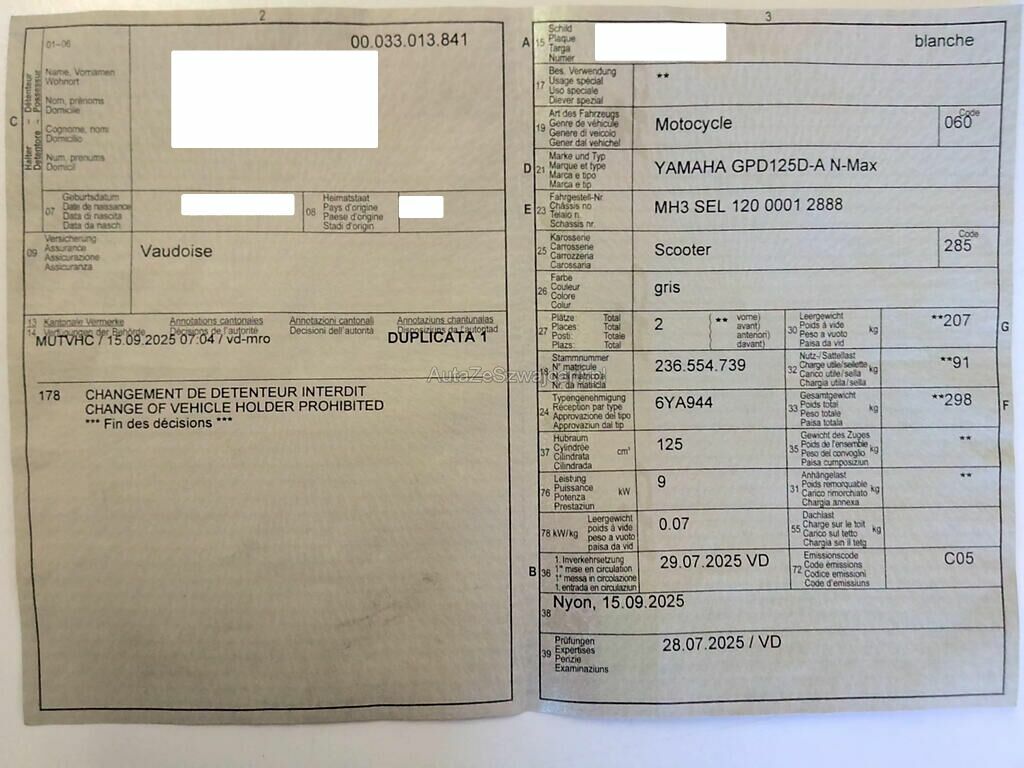 2
01-06
00.033.013.841
C
Halter Détenteur
Detentore Possessur
Name, Vornamen
Wohnort
Nom, prénoms
Domicile
Cognome, nomi
Domicilio
Num, prenums
Domicil
07
Geburtsdatum
Date de naissance
Data di nascita
Data da nasch.
08
Heimatstaat
Pays d'origine
Paese d'origine
Stadi d'origin
09
Versicherung
Assurance
Assicurazione
Assicuranza
Vaudoise
13 Kantonale Vermerke Annotations cantonales Annotazioni cantonali Annotaziuns chantunalas
14 Verfügungen der Behörde Décisions de l'autorité Decisioni dell'autorità Disposiziuns da l'autoritad
MUTVHC / 15.09.2025 07:04 / vd-mro DUPLICATA 1
178 CHANGEMENT DE DETENTEUR INTERDIT
CHANGE OF VEHICLE HOLDER PROHIBITED
*** Fin des décisions ***
3
A 15
Schild
Plaque
Targa
Numer
blanche
17
Bes. Verwendung
Usage spécial
Uso speciale
Diever spezial
**
19
Art des Fahrzeugs
Genre de véhicule
Genere di veicolo
Gener dal vehichel
Motocycle
Code
060
D 21
Marke und Typ
Marque et type
Marca e tipo
Marca e tip
YAMAHA GPD125D-A N-Max
E 23
Fahrgestell-Nr.
Châssis no
Telaio n.
Schassis nr.
MH3 SEL 120 0001 2888
25
Karosserie
Carrosserie
Carrozzeria
Carossaria
Scooter
Code
285
26
Farbe
Couleur
Colore
Colur
gris
27
Plätze: Total
Places: Total
Posti: Totale
Plazs: Total
2
( ** vorne)
( avant)
( anteriori)
( davant)
30
Leergewicht
Poids à vide
Peso a vuoto
Paisa da vid
kg
**207
G
18
Stammnummer
N° matricule
N. di matricola
Nr. da matricla
236.554.739
32
Nutz-/Sattellast
Charge utile/sellette
Carico utile/sella
Chargia utila/sella
kg
**91
24
Typengenehmigung
Réception par type
Approvazione del tipo
Approvaziun dal tip
6YA944
33
Gesamtgewicht
Poids total
Peso totale
Paisa totala
kg
**298
F
37
Hubraum
Cylindrée
Cilindrata
Cilindrada
cm³
125
35
Gewicht des Zuges
Poids de l'ensemble
Peso del convoglio
Paisa cumposiziun
kg
**
76
Leistung
Puissance
Potenza
Prestaziun
kW
9
31
Anhängelast
Poids remorquable
Carico rimorchiato
Chargia annexa
kg
**
78 kW/kg
Leergewicht
poids à vide
peso a vuoto
paisa da vid
0.07
55
Dachlast
Charge sur le toit
Carico sul tetto
Chargia sin il tetg
kg
B 36
1. Inverkehrsetzung
1re mise en circulation
1a messa in circolazione
1. entrada en circulaziun
29.07.2025 VD
72
Emissionscode
Code émissions
Codice emissioni
Code d'emissiuns
C05
38
Nyon, 15.09.2025
39
Prüfungen
Expertises
Perizie
Examinaziuns
28.07.2025 / VD